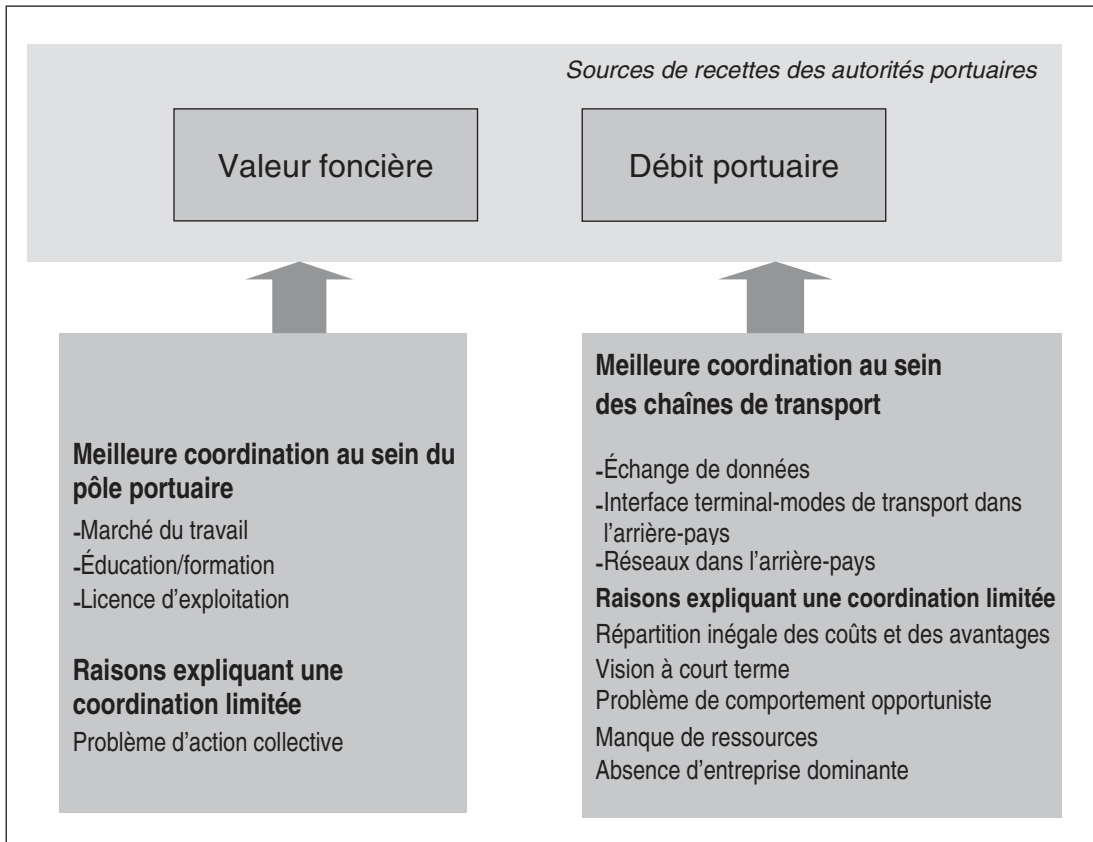 Sources de recettes des autorités portuaires
Valeur foncière
Débit portuaire
Meilleure coordination au sein du
pôle portuaire
-Marché du travail
-Éducation/formation
-Licence d'exploitation
Raisons expliquant une
coordination limitée
Problème d'action collective
Meilleure coordination au sein
des chaînes de transport
-Échange de données
-Interface terminal-modes de transport dans
l'arrière-pays
-Réseaux dans l'arrière-pays
Raisons expliquant une coordination limitée
Répartition inégale des coûts et des avantages
Vision à court terme
Problème de comportement opportuniste
Manque de ressources
Absence d'entreprise dominante